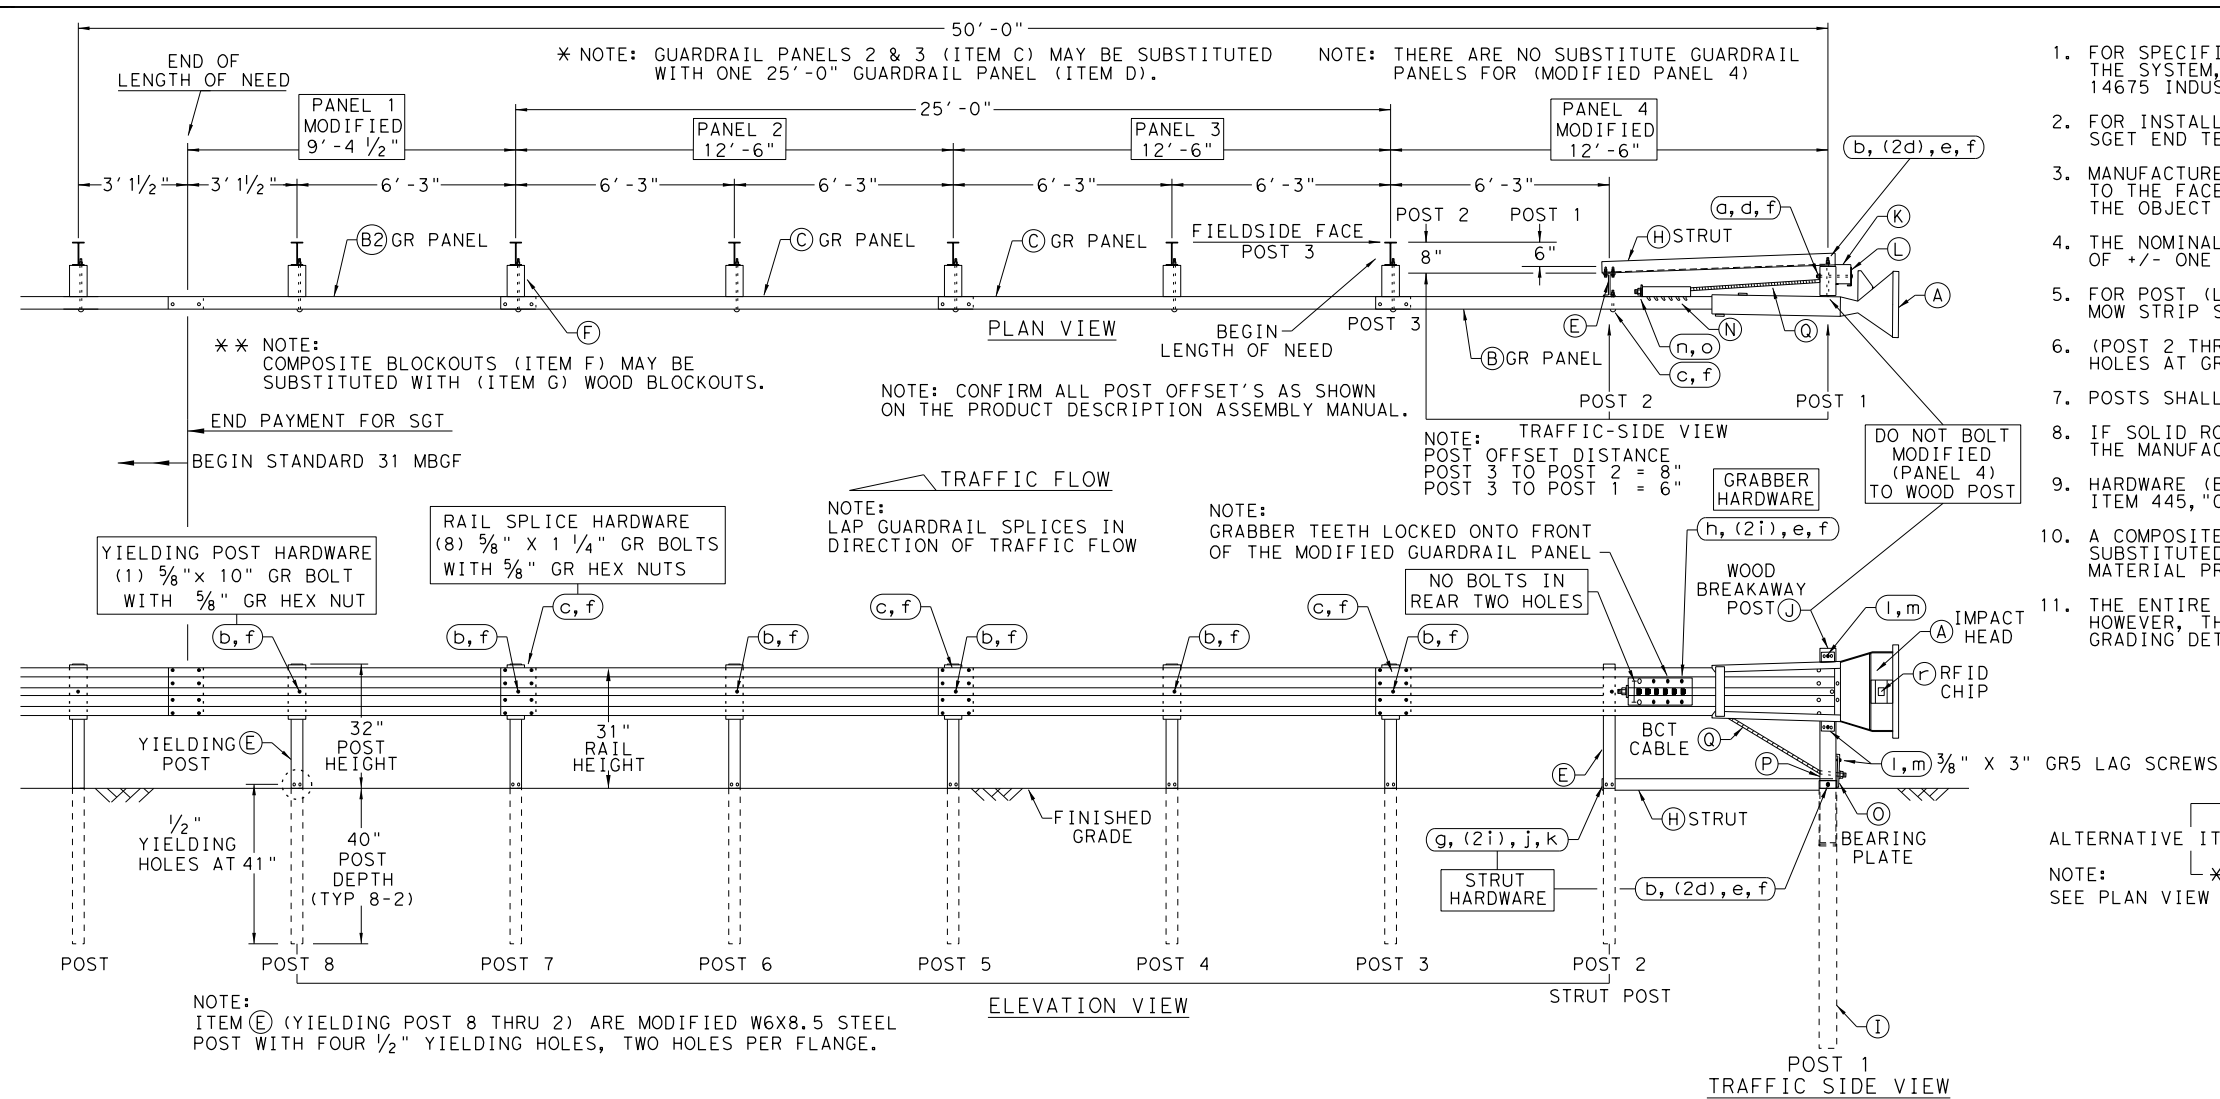 50'-0"
* NOTE: GUARDRAIL PANELS 2 & 3 (ITEM C) MAY BE SUBSTITUTED
WITH ONE 25'-0" GUARDRAIL PANEL (ITEM D).
NOTE: THERE ARE NO SUBSTITUTE GUARDRAIL
PANELS FOR (MODIFIED PANEL 4)
END OF
LENGTH OF NEED
PANEL 1
MODIFIED
9'-4 1/2"
25'-0"
PANEL 2
12'-6"
PANEL 3
12'-6"
PANEL 4
MODIFIED
12'-6"
b, (2d), e, f
3' 1 1/2"
3' 1 1/2"
6'-3"
6'-3"
6'-3"
6'-3"
6'-3"
6'-3"
POST 2
POST 1
a, d, f
K
B2 GR PANEL
C GR PANEL
C GR PANEL
FIELDSIDE FACE
POST 3
8"
6"
H STRUT
L
A
F
PLAN VIEW
BEGIN
LENGTH OF NEED
POST 3
E
N
Q
n, o
B GR PANEL
c, f
** NOTE:
COMPOSITE BLOCKOUTS (ITEM F) MAY BE
SUBSTITUTED WITH (ITEM G) WOOD BLOCKOUTS.
NOTE: CONFIRM ALL POST OFFSET'S AS SHOWN
ON THE PRODUCT DESCRIPTION ASSEMBLY MANUAL.
POST 2
POST 1
TRAFFIC-SIDE VIEW
NOTE:
POST OFFSET DISTANCE
POST 3 TO POST 2 = 8"
POST 3 TO POST 1 = 6"
DO NOT BOLT
MODIFIED
(PANEL 4)
TO WOOD POST
END PAYMENT FOR SGT
BEGIN STANDARD 31 MBGF
TRAFFIC FLOW
NOTE:
LAP GUARDRAIL SPLICES IN
DIRECTION OF TRAFFIC FLOW
GRABBER
HARDWARE
NOTE:
GRABBER TEETH LOCKED ONTO FRONT
OF THE MODIFIED GUARDRAIL PANEL
h, (2i), e, f
YIELDING POST HARDWARE
(1) 5/8"x 10" GR BOLT
WITH 5/8" GR HEX NUT
RAIL SPLICE HARDWARE
(8) 5/8" X 1 1/4" GR BOLTS
WITH 5/8" GR HEX NUTS
NO BOLTS IN
REAR TWO HOLES
WOOD
BREAKAWAY
POST J
l, m
A IMPACT
HEAD
r RFID
CHIP
b, f
b, f
c, f
b, f
c, f
b, f
b, f
c, f
b, f
YIELDING E
POST
32"
POST
HEIGHT
31"
RAIL
HEIGHT
BCT
CABLE
Q
E
P
l, m 3/8" X 3" GR5 LAG SCREWS
1/2"
YIELDING
HOLES AT 41"
40"
POST
DEPTH
(TYP 8-2)
FINISHED
GRADE
H STRUT
O
BEARING
PLATE
g, (2i), j, k
STRUT
HARDWARE
b, (2d), e, f
POST
POST 8
POST 7
POST 6
POST 5
POST 4
POST 3
POST 2
STRUT POST
ELEVATION VIEW
NOTE:
ITEM E (YIELDING POST 8 THRU 2) ARE MODIFIED W6X8.5 STEEL
POST WITH FOUR 1/2" YIELDING HOLES, TWO HOLES PER FLANGE.
I
POST 1
TRAFFIC SIDE VIEW
1. FOR SPECIFI
THE SYSTEM,
14675 INDUS
2. FOR INSTALL
SGET END TE
3. MANUFACTURE
TO THE FACE
THE OBJECT
4. THE NOMINAL
OF +/- ONE
5. FOR POST (L
MOW STRIP S
6. (POST 2 THR
HOLES AT GR
7. POSTS SHALL
8. IF SOLID RO
THE MANUFAC
9. HARDWARE (B
ITEM 445,"G
10. A COMPOSITE
SUBSTITUTED
MATERIAL PR
11. THE ENTIRE
HOWEVER, TH
GRADING DET
ALTERNATIVE IT
NOTE: *
SEE PLAN VIEW